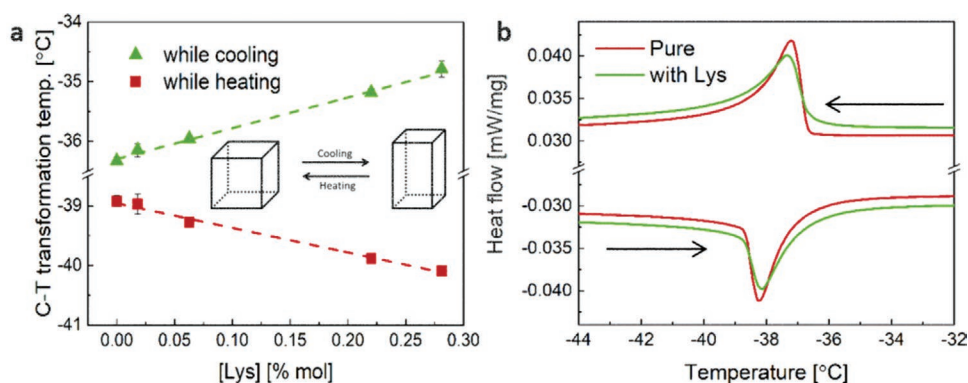 a
-34
-35
-36
-39
-40
-41
C-T transformation temp. [°C]
while cooling
while heating
Cooling
Heating
0.00 0.05 0.10 0.15 0.20 0.25 0.30
[Lys] [% mol]
b
0.040
0.035
0.030
-0.030
-0.035
-0.040
Heat flow [mW/mg]
Pure
with Lys
-44 -42 -40 -38 -36 -34 -32
Temperature [°C]